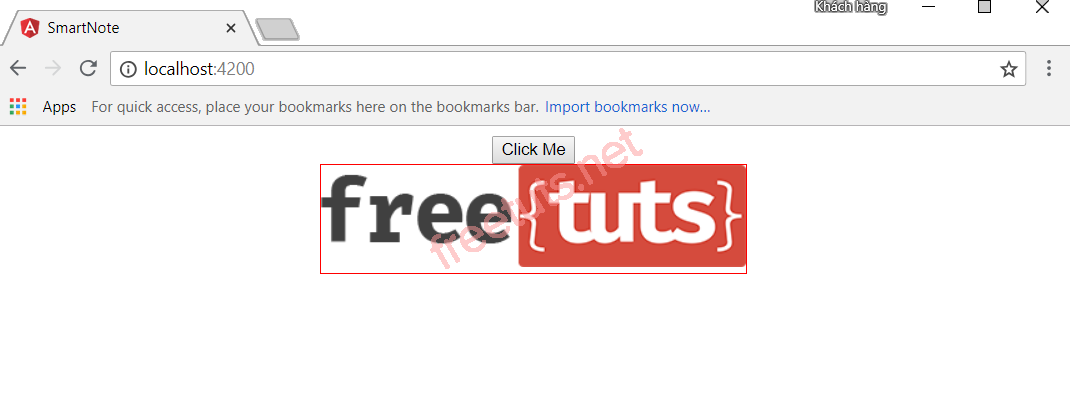 Khách hàng
SmartNote
localhost:4200
Apps For quick access, place your bookmarks here on the bookmarks bar. Import bookmarks now...
Click Me
free{tuts}
freetuts.net